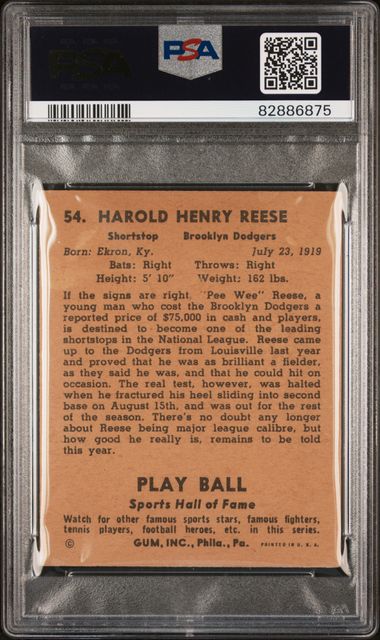 PSA
PSA
82886875
54. HAROLD HENRY REESE
Shortstop Brooklyn Dodgers
Born: Ekron, Ky. July 23, 1919
Bats: Right Throws: Right
Height: 5' 10" Weight: 162 lbs.
If the signs are right "Pee Wee" Reese, a
young man who cost the Brooklyn Dodgers a
reported price of $75,000 in cash and players,
is destined to become one of the leading
shortstops in the National League. Reese came
up to the Dodgers from Louisville last year
and proved that he was as brilliant a fielder,
as they said he was, and that he could hit on
occasion. The real test, however, was halted
when he fractured his heel sliding into second
base on August 15th, and was out for the rest
of the season. There's no doubt any longer
about Reese being major league calibre, but
how good he really is, remains to be told
this year.
PLAY BALL
Sports Hall of Fame
Watch for other famous sports stars, famous fighters,
tennis players, football heroes, etc. in this series.
© GUM, INC., Phila., Pa. PRINTED IN U. S. A.